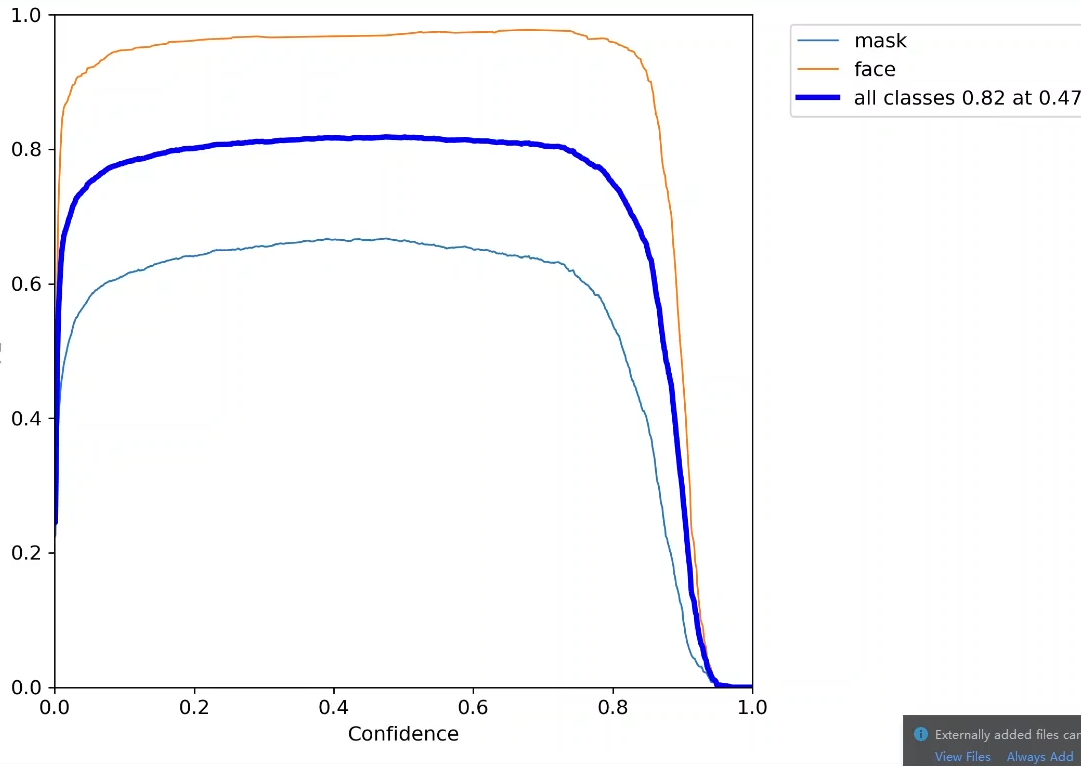 1.0
0.8
0.6
0.4
0.2
0.0
0.0 0.2 0.4 0.6 0.8 1.0
Confidence
mask
face
all classes 0.82 at 0.47
Externally added files can
View Files Always Add